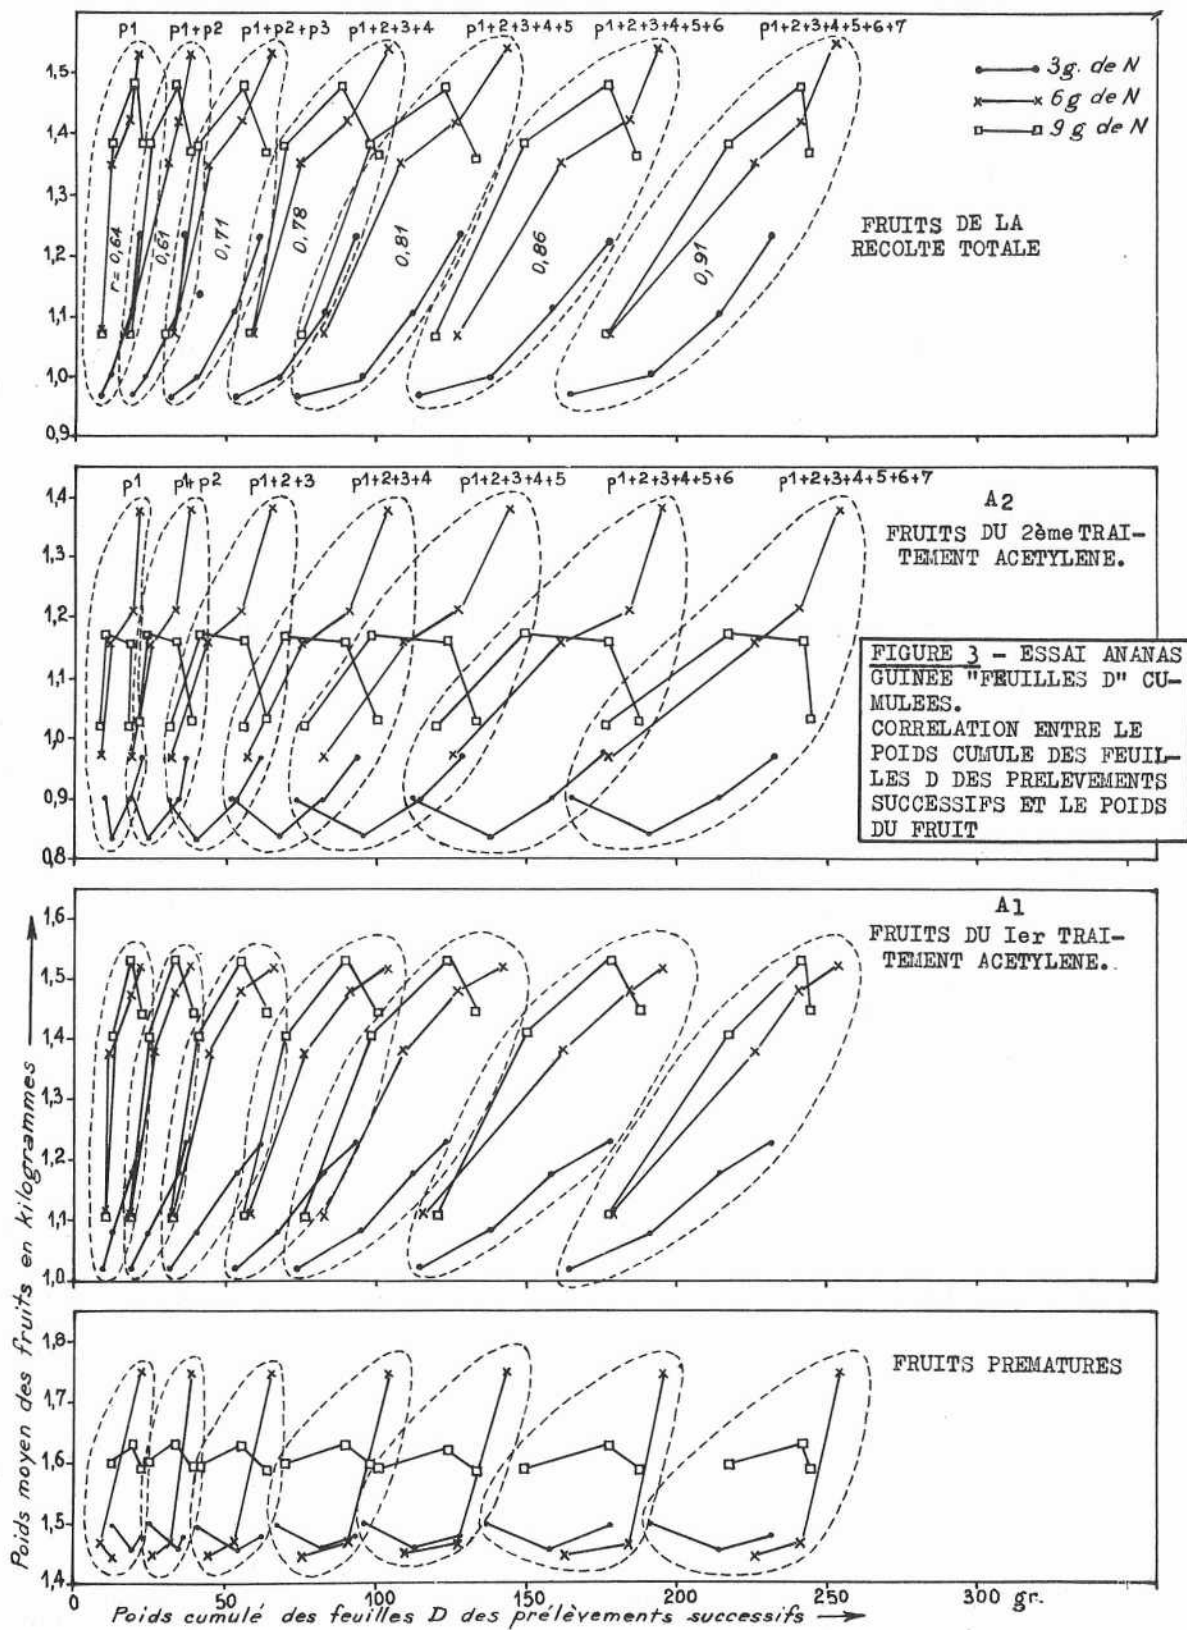 p1 p1+p2 p1+p2+p3 p1+2+3+4 p1+2+3+4+5 p1+2+3+4+5+6 p1+2+3+4+5+6+7
3g. de N
6g de N
9g de N
1,5
1,4
1,3
1,2
1,1
1,0
0,9
r=0,64
0,61
0,71
0,78
0,81
0,86
0,91
FRUITS DE LA
RECOLTE TOTALE
p1 p1+p2 p1+2+3 p1+2+3+4 p1+2+3+4+5 p1+2+3+4+5+6 p1+2+3+4+5+6+7
1,4
1,3
1,2
1,1
1,0
0,9
0,8
A2
FRUITS DU 2ème TRAI-
TEMENT ACETYLENE.
FIGURE 3 - ESSAI ANANAS
GUINEE "FEUILLES D" CU-
MULEES.
CORRELATION ENTRE LE
POIDS CUMULE DES FEUIL-
LES D DES PRELEVEMENTS
SUCCESSIFS ET LE POIDS
DU FRUIT
1,6
1,5
1,4
1,3
1,2
1,1
1,0
A1
FRUITS DU Ier TRAI-
TEMENT ACETYLENE.
Poids moyen des fruits en kilogrammes
1,8
1,7
1,6
1,5
1,4
FRUITS PREMATURES
0 50 100 150 200 250 300 gr.
Poids cumulé des feuilles D des prélèvements successifs